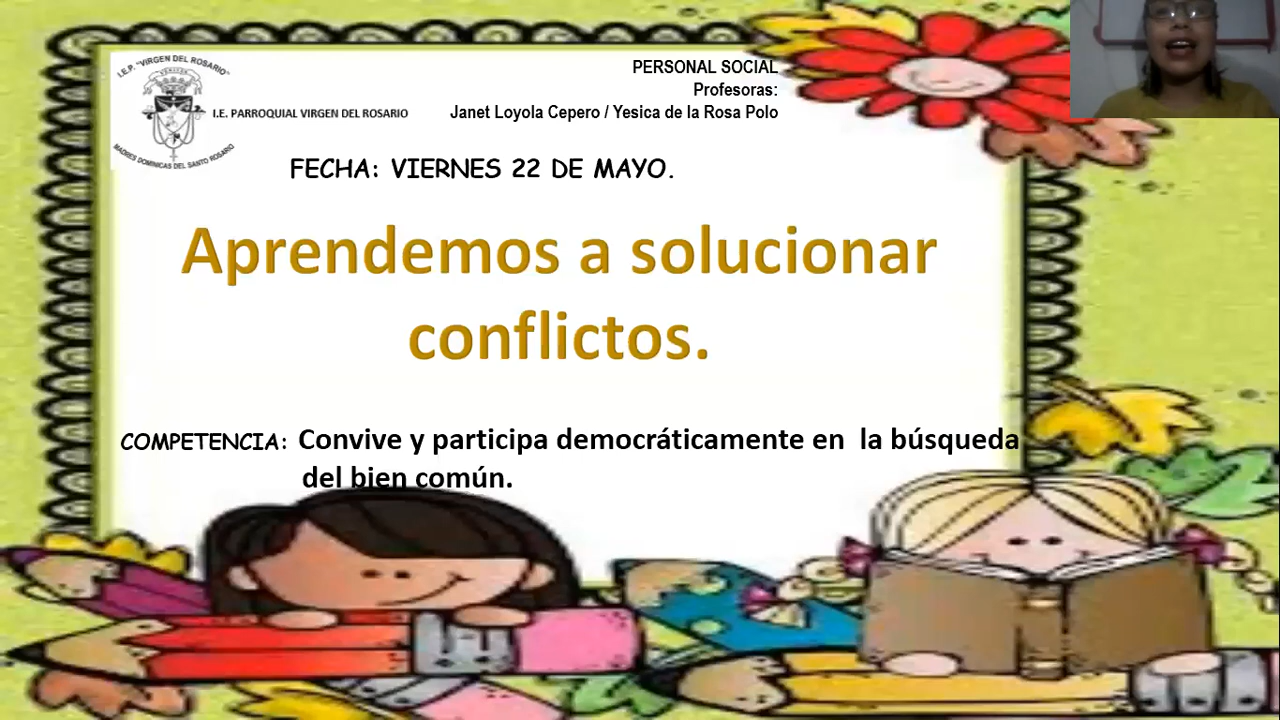 I.E.P. "VIRGEN DEL ROSARIO"
MADRES DOMINICAS DEL SANTO ROSARIO
I.E. PARROQUIAL VIRGEN DEL ROSARIO
PERSONAL SOCIAL
Profesoras:
Janet Loyola Cepero / Yesica de la Rosa Polo
FECHA: VIERNES 22 DE MAYO.
Aprendemos a solucionar
conflictos.
COMPETENCIA: Convive y participa democráticamente en la búsqueda
del bien común.